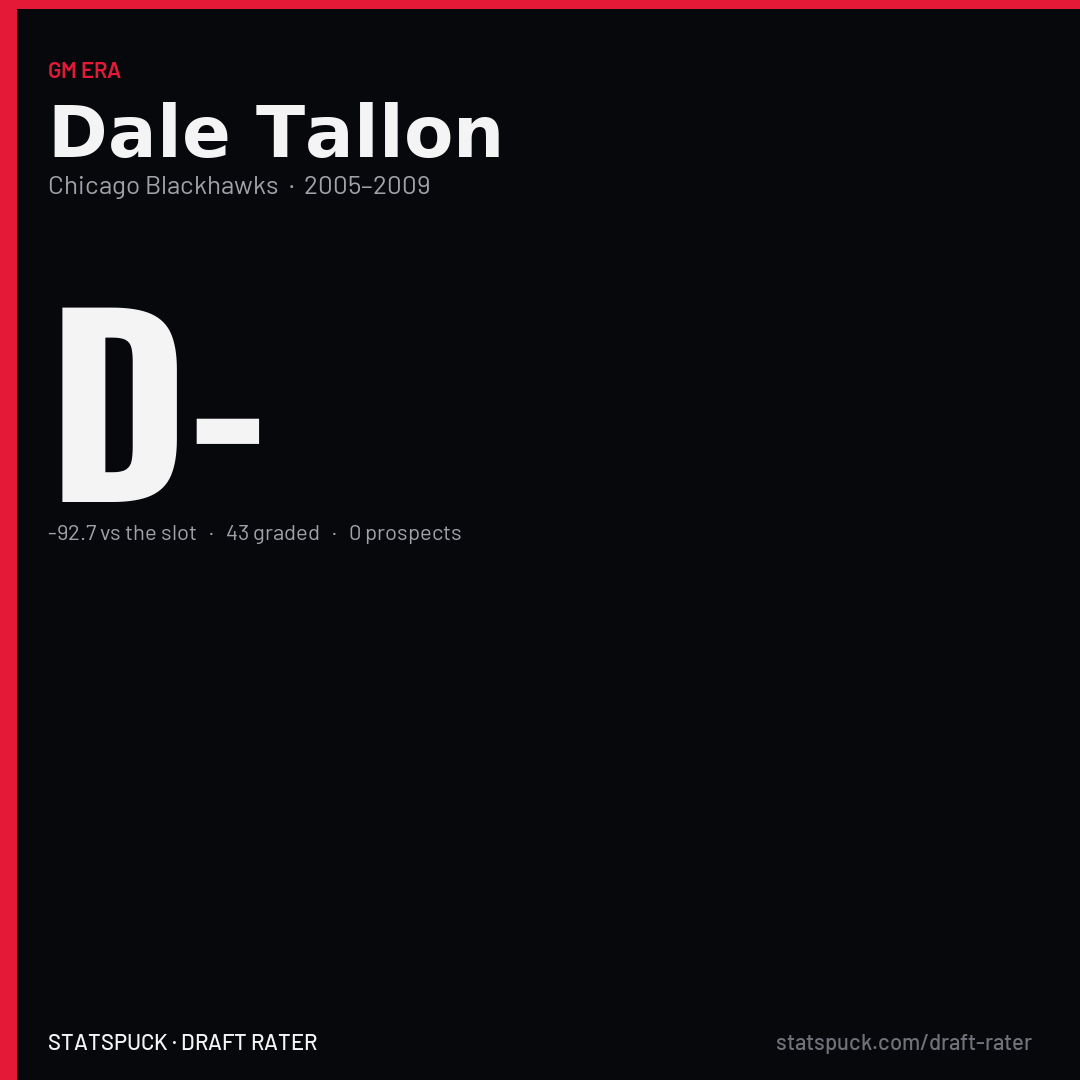 GM ERA
Dale Tallon
Chicago Blackhawks · 2005–2009
D-
-92.7 vs the slot · 43 graded · 0 prospects
STATSPUCK · DRAFT RATER
statspuck.com/draft-rater